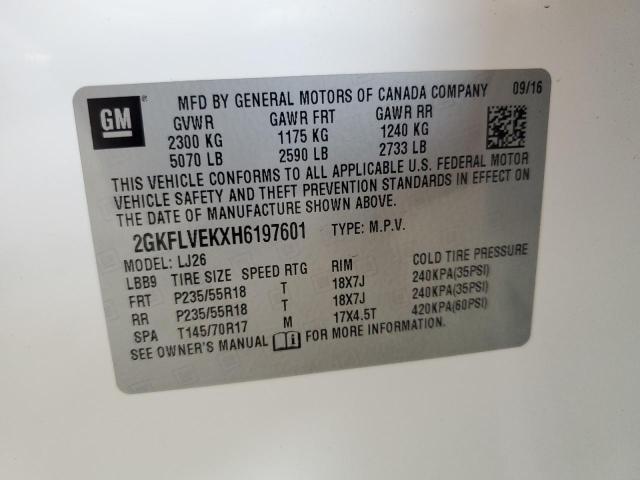 GM
MFD BY GENERAL MOTORS OF CANADA COMPANY 09/16
GVWR GAWR FRT GAWR RR
2300 KG 1175 KG 1240 KG
5070 LB 2590 LB 2733 LB
THIS VEHICLE CONFORMS TO ALL APPLICABLE U.S. FEDERAL MOTOR
VEHICLE SAFETY AND THEFT PREVENTION STANDARDS IN EFFECT ON
THE DATE OF MANUFACTURE SHOWN ABOVE.
2GKFLVEKXH6197601 TYPE: M.P.V.
MODEL: LJ26
LBB9 TIRE SIZE SPEED RTG RIM COLD TIRE PRESSURE
FRT P235/55R18 T 18X7J 240KPA(35PSI)
RR P235/55R18 T 18X7J 240KPA(35PSI)
SPA T145/70R17 M 17X4.5T 420KPA(60PSI)
SEE OWNER'S MANUAL FOR MORE INFORMATION.